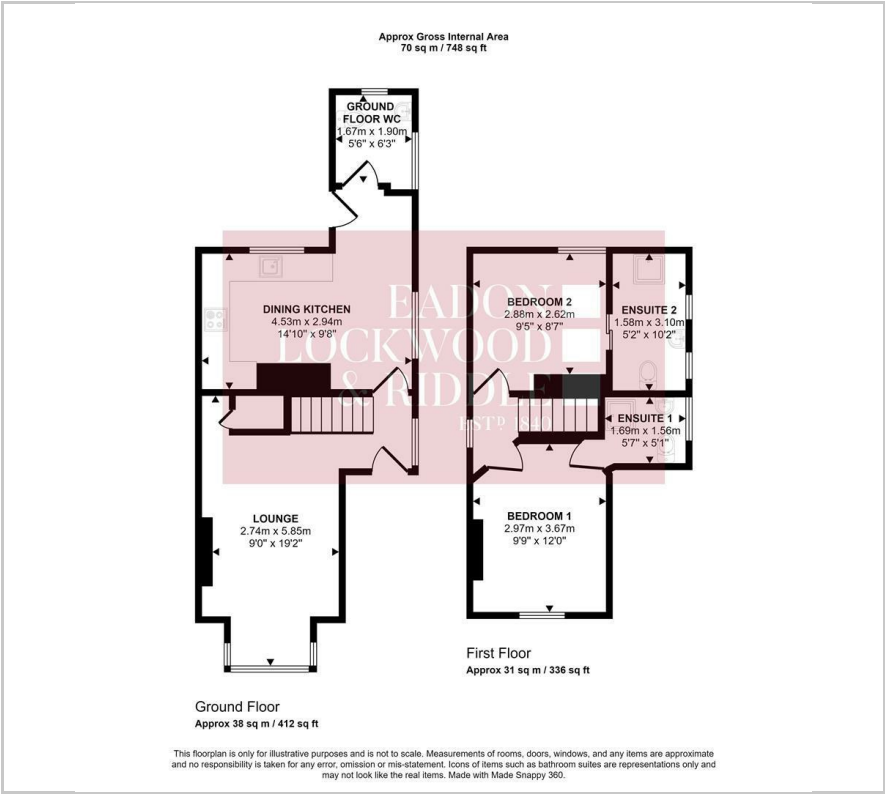 Approx Gross Internal Area
70 sq m / 748 sq ft
GROUND
FLOOR WC
1.67m x 1.90m
5'6" x 6'3"
DINING KITCHEN
4.53m x 2.94m
14'10" x 9'8"
LOUNGE
2.74m x 5.85m
9'0" x 19'2"
Ground Floor
Approx 38 sq m / 412 sq ft
BEDROOM 2
2.88m x 2.62m
9'5" x 8'7"
ENSUITE 2
1.58m x 3.10m
5'2" x 10'2"
ENSUITE 1
1.69m x 1.56m
5'7" x 5'1"
BEDROOM 1
2.97m x 3.67m
9'9" x 12'0"
First Floor
Approx 31 sq m / 336 sq ft
EADON
LOCKWOOD
& RIDDLE
ESTD 1840
This floorplan is only for illustrative purposes and is not to scale. Measurements of rooms, doors, windows, and any items are approximate
and no responsibility is taken for any error, omission or mis-statement. Icons of items such as bathroom suites are representations only and
may not look like the real items. Made with Made Snappy 360.